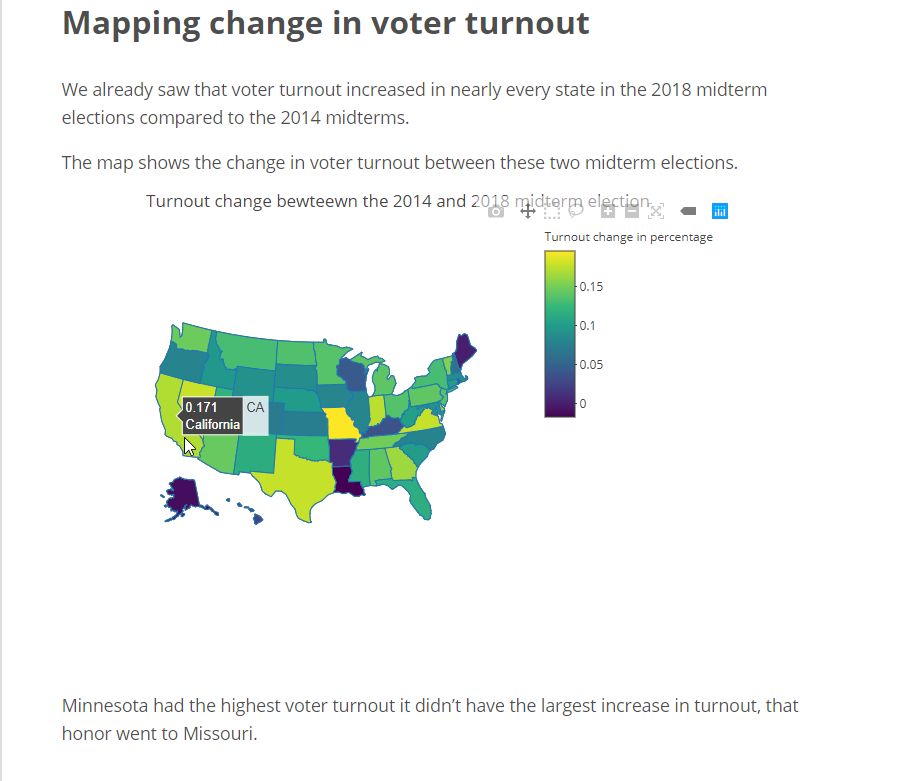 Mapping change in voter turnout
We already saw that voter turnout increased in nearly every state in the 2018 midterm
elections compared to the 2014 midterms.
The map shows the change in voter turnout between these two midterm elections.
Turnout change bewteewn the 2014 and 2018 midterm election
Turnout change in percentage
0.15
0.1
0.05
0
0.171 CA
California
Minnesota had the highest voter turnout it didn’t have the largest increase in turnout, that
honor went to Missouri.